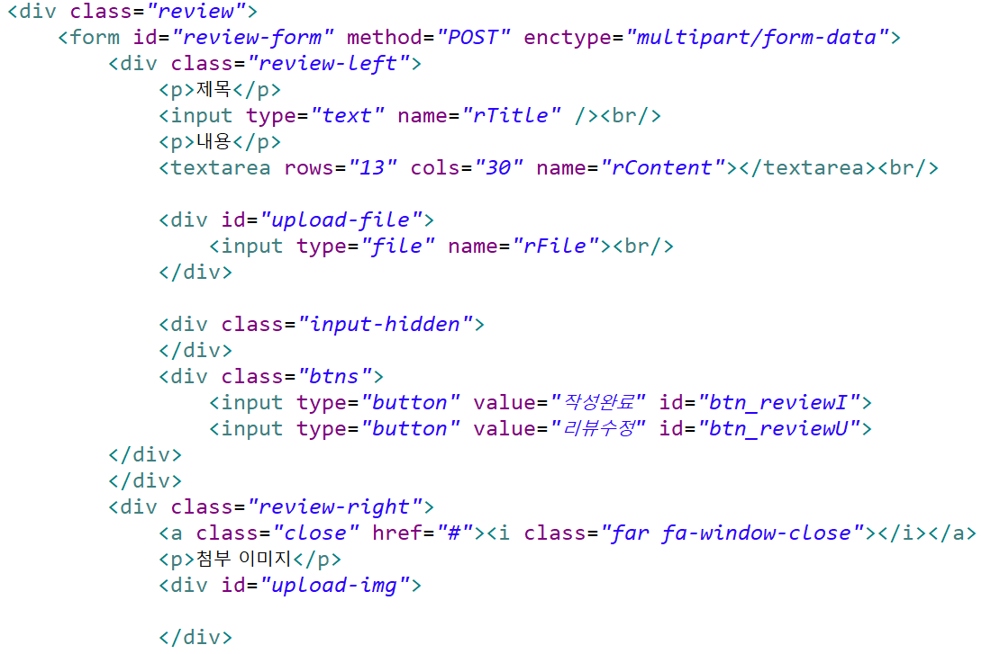 <div class="review">
    <form id="review-form" method="POST" enctype="multipart/form-data">
        <div class="review-left">
            <p>제목</p>
            <input type="text" name="rTitle" /><br/>
            <p>내용</p>
            <textarea rows="13" cols="30" name="rContent"></textarea><br/>

            <div id="upload-file">
                <input type="file" name="rFile"><br/>
            </div>

            <div class="input-hidden">
            </div>
            <div class="btns">
                <input type="button" value="작성완료" id="btn_reviewI">
                <input type="button" value="리뷰수정" id="btn_reviewU">
        </div>
        </div>
        <div class="review-right">
            <a class="close" href="#"><i class="far fa-window-close"></i></a>
            <p>첨부 이미지</p>
            <div id="upload-img">

            </div>